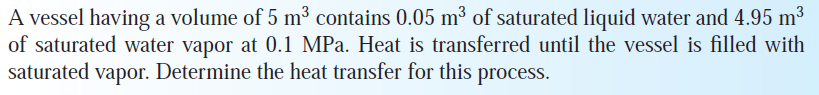 A vessel having a volume of 5 m³ contains 0.05 m³ of saturated liquid water and 4.95 m³
of saturated water vapor at 0.1 MPa. Heat is transferred until the vessel is filled with
saturated vapor. Determine the heat transfer for this process.